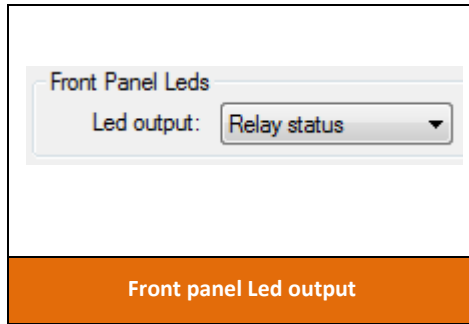 Front Panel Leds
Led output: Relay status
Front panel Led output